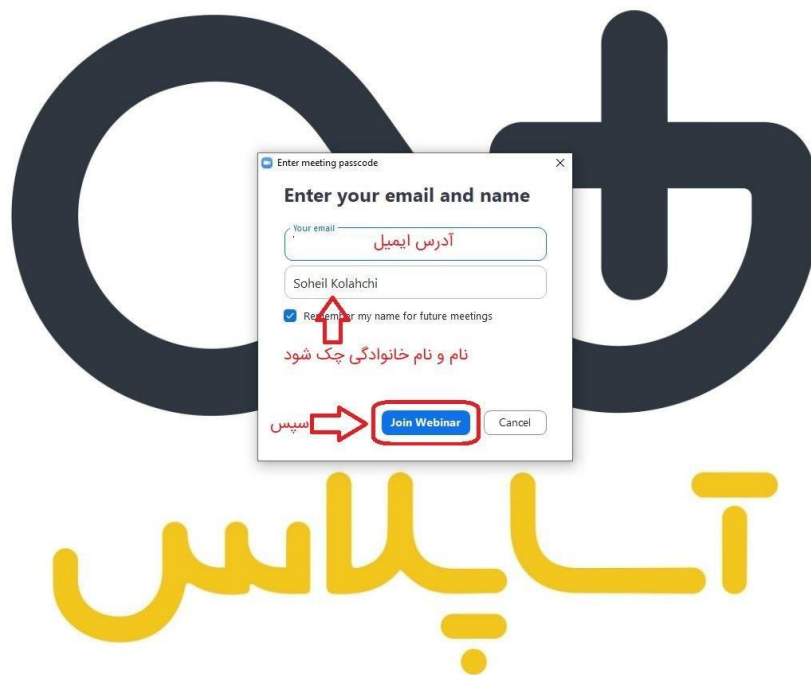 Enter meeting passcode
Enter your email and name
Your email
آدرس ایمیل
Soheil Kolahchi
Remember my name for future meetings
نام و نام خانوادگی چک شود
سپس
Join Webinar
Cancel
آساپلاس